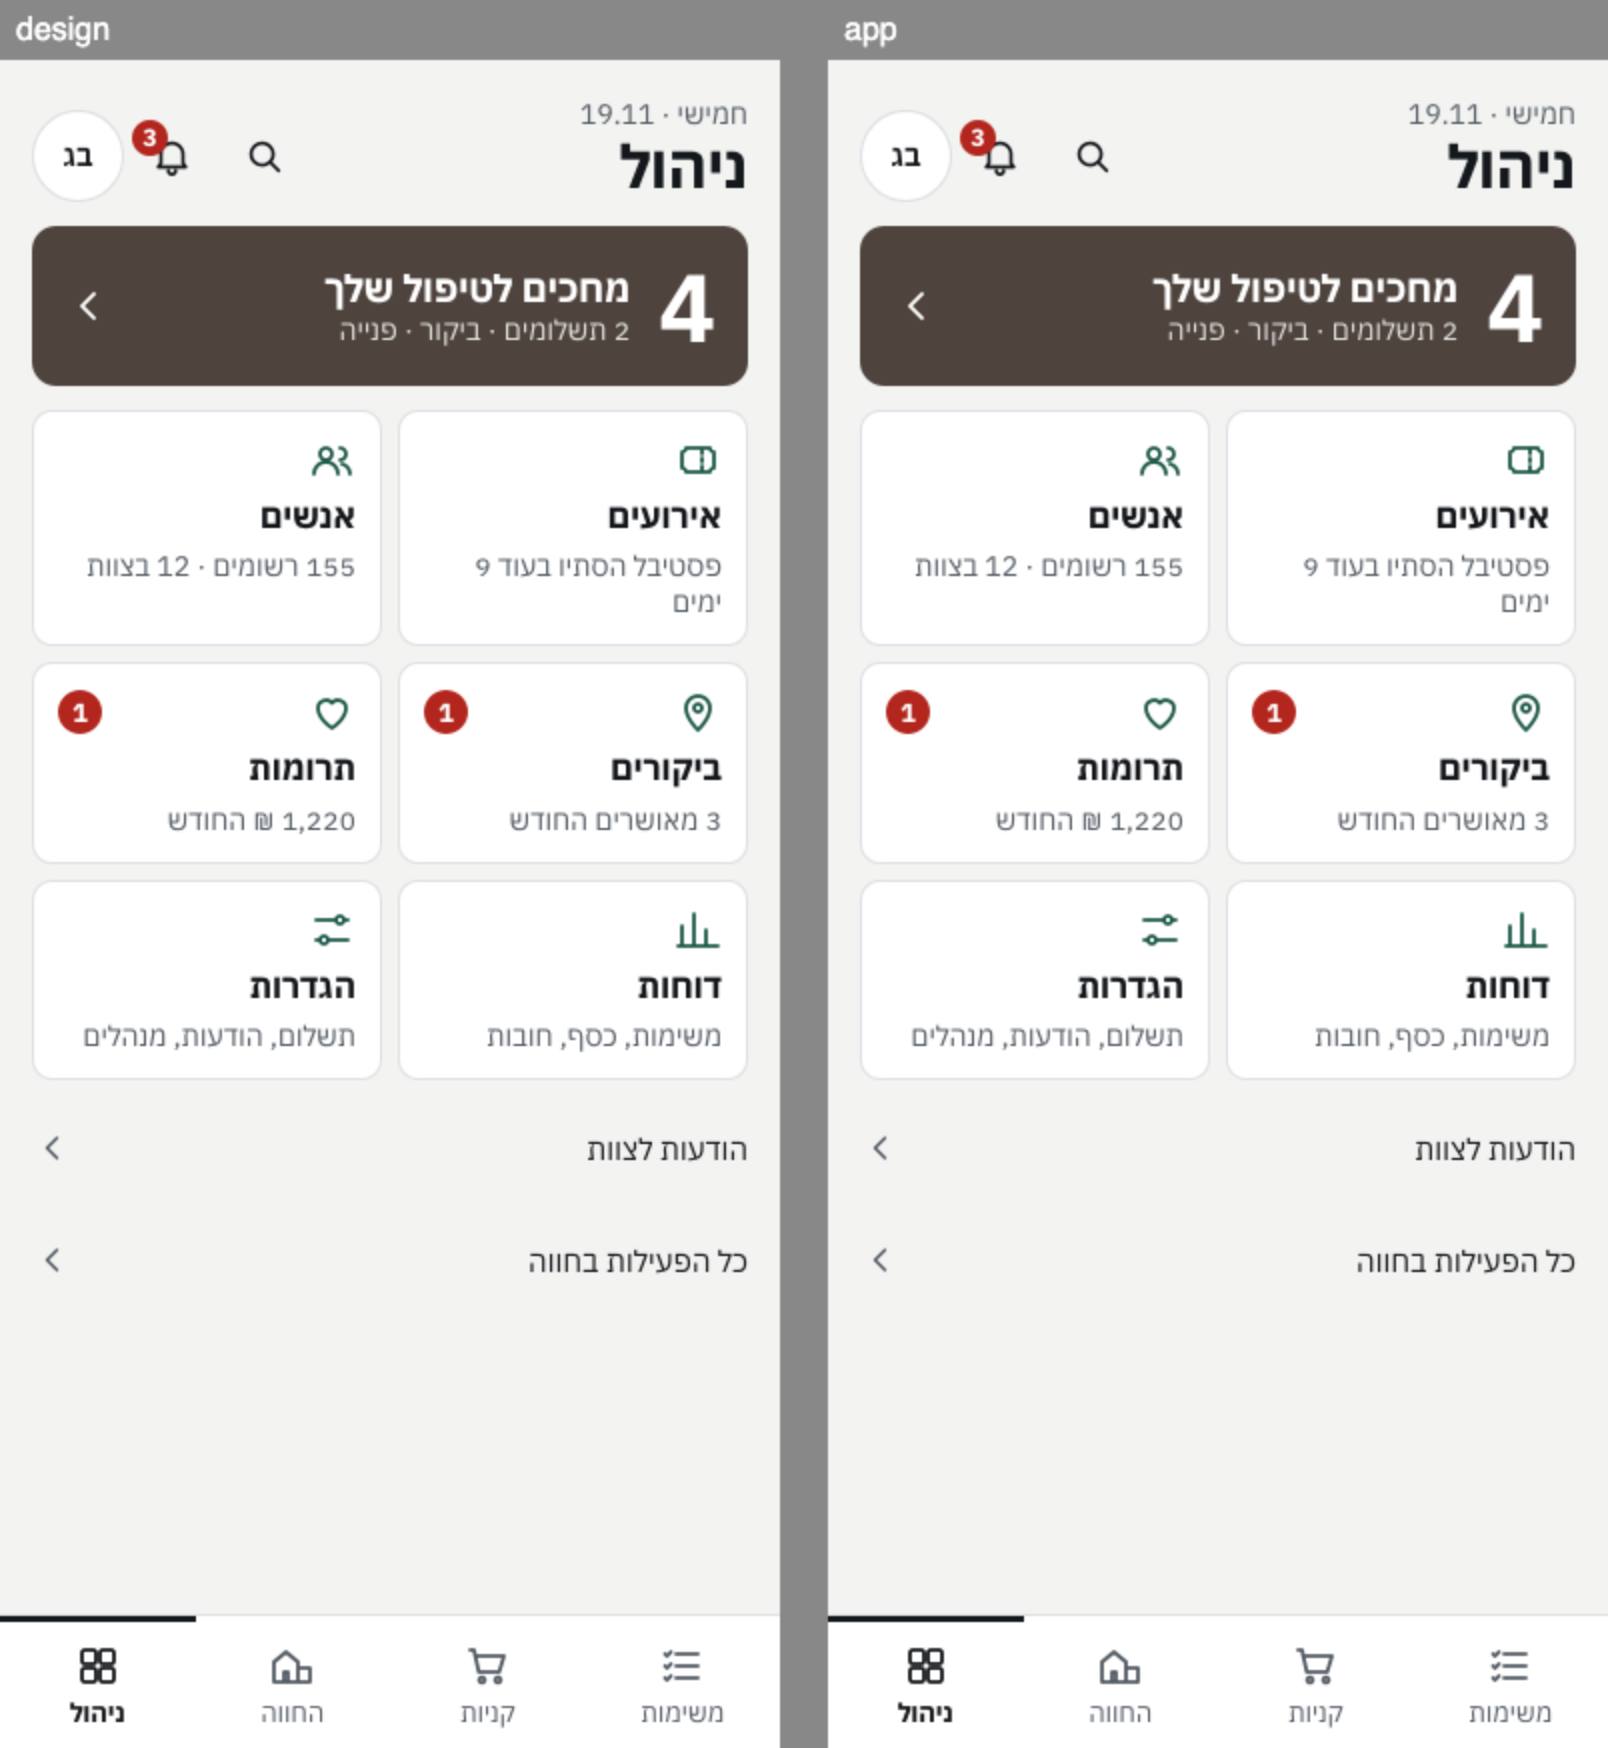 design
חמישי · 19.11
ניהול
3
בג
4
מחכים לטיפול שלך
2 תשלומים · ביקור · פנייה
אירועים
פסטיבל הסתיו בעוד 9
ימים
אנשים
155 רשומים · 12 בצוות
1
ביקורים
3 מאושרים החודש
1
תרומות
1,220 ₪ החודש
דוחות
משימות, כסף, חובות
הגדרות
תשלום, הודעות, מנהלים
הודעות לצוות
כל הפעילות בחווה
משימות
קניות
החווה
ניהול
app
חמישי · 19.11
ניהול
3
בג
4
מחכים לטיפול שלך
2 תשלומים · ביקור · פנייה
אירועים
פסטיבל הסתיו בעוד 9
ימים
אנשים
155 רשומים · 12 בצוות
1
ביקורים
3 מאושרים החודש
1
תרומות
1,220 ₪ החודש
דוחות
משימות, כסף, חובות
הגדרות
תשלום, הודעות, מנהלים
הודעות לצוות
כל הפעילות בחווה
משימות
קניות
החווה
ניהול